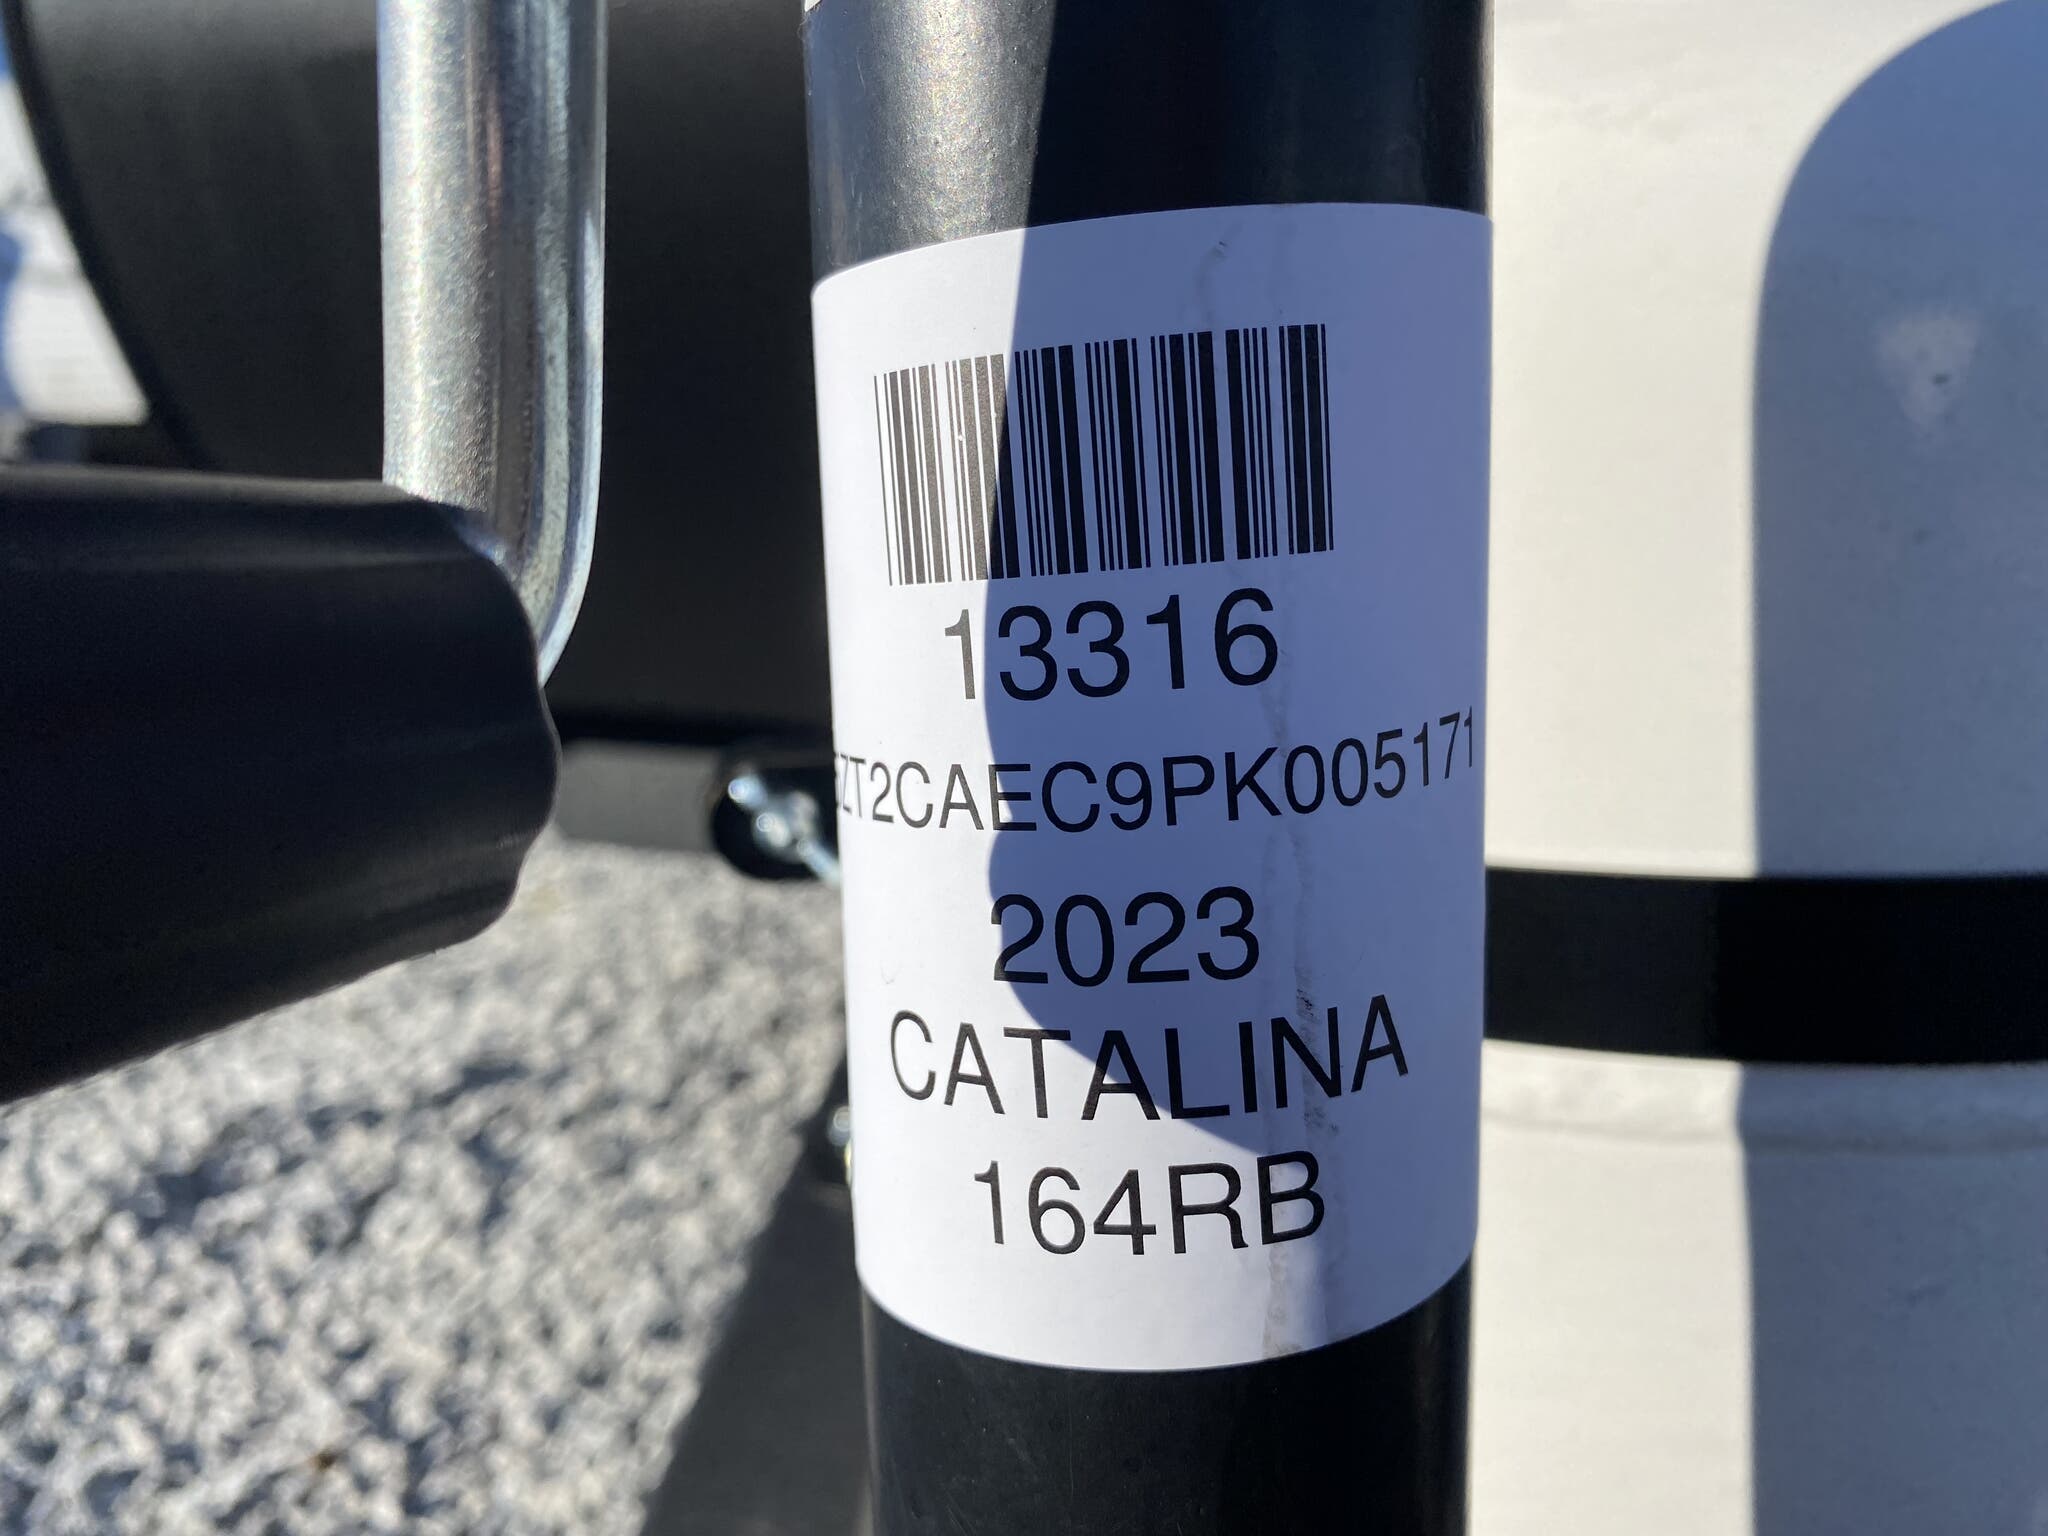 13316
ZT2CAEC9PK005171
2023
CATALINA
164RB